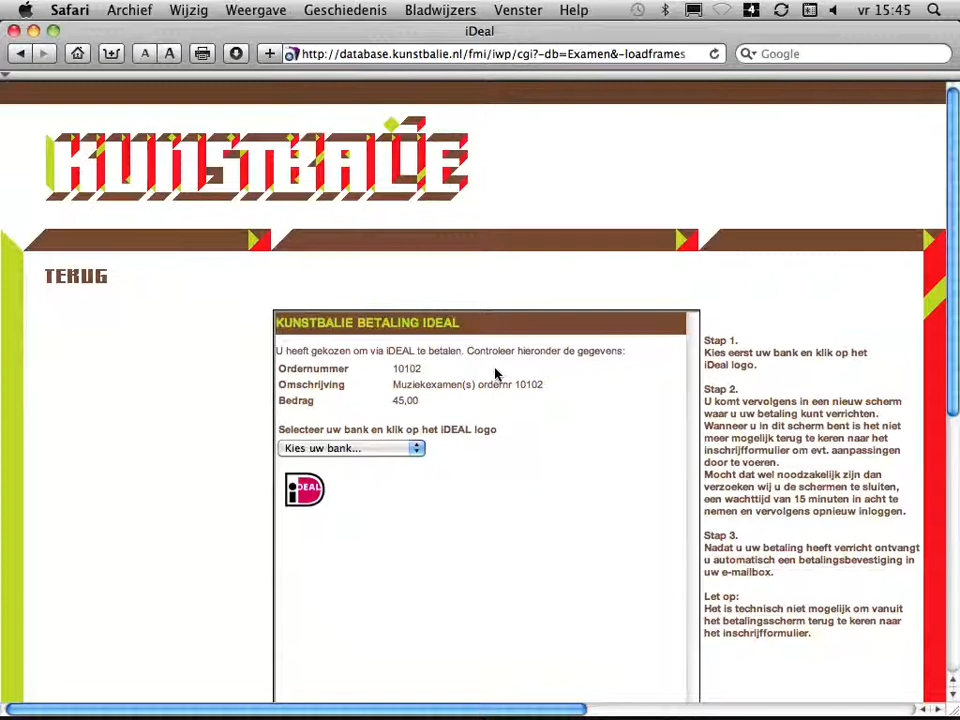 Safari Archief Wijzig Weergave Geschiedenis Bladwijzers Venster Help 4 vr 15:45
iDeal
A A + http://database.kunstbalie.nl/fmi/iwp/cgi?-db=Examen&-loadframes Google
KUNSTBALIE
TERUG
KUNSTBALIE BETALING IDEAL
U heeft gekozen om via iDEAL te betalen. Controleer hieronder de gegevens:
Ordernummer 10102
Omschrijving Muziekexamen(s) ordernr 10102
Bedrag 45,00
Selecteer uw bank en klik op het iDEAL logo
Kies uw bank...
iDEAL
Stap 1.
Kies eerst uw bank en klik op het
iDeal logo.
Stap 2.
U komt vervolgens in een nieuw scherm
waar u uw betaling kunt verrichten.
Wanneer u in dit scherm bent is het niet
meer mogelijk terug te keren naar het
inschrijfformulier om evt. aanpassingen
door te voeren.
Mocht dat wel noodzakelijk zijn dan
verzoeken wij u de schermen te sluiten,
een wachttijd van 15 minuten in acht te
nemen en vervolgens opnieuw inloggen.
Stap 3.
Nadat u uw betaling heeft verricht ontvangt
u automatisch een betalingsbevestiging in
uw e-mailbox.
Let op:
Het is technisch niet mogelijk om vanuit
het betalingsscherm terug te keren naar
het inschrijfformulier.